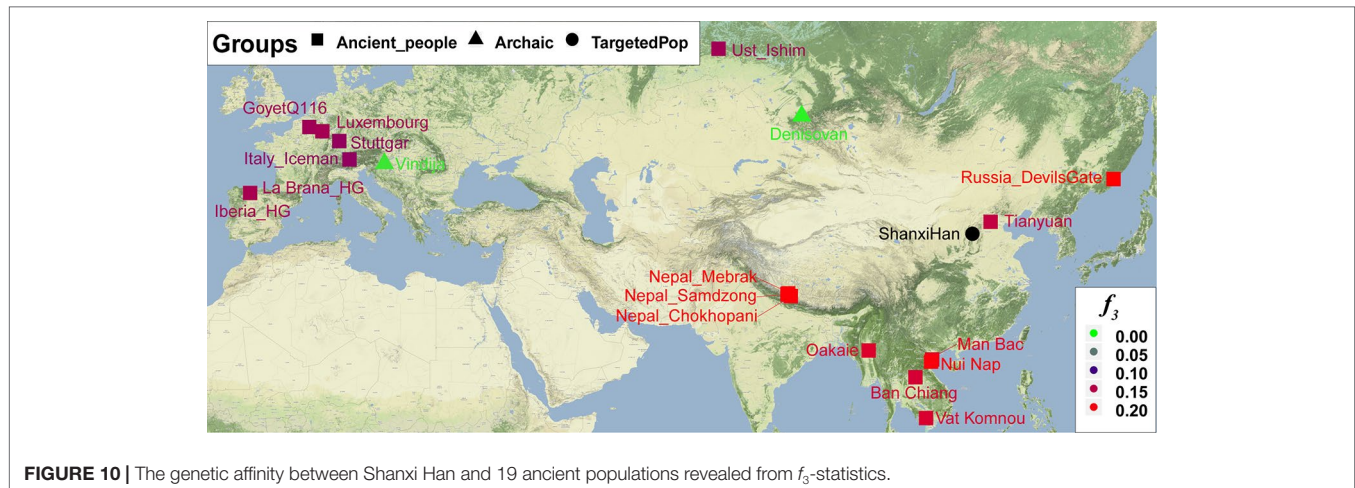 Groups ■ Ancient_people ▲ Archaic ● TargetedPop
Ust_Ishim
GoyetQ116
Luxembourg
Denisovan
Stuttgar
Italy_Iceman
Vindija
Russia_DevilsGate
La Brana_HG
Iberia_HG
Tianyuan
ShanxiHan
Nepal_Mebrak
Nepal_Samdzong
Nepal_Chokhopani
f3
0.00
0.05
0.10
0.15
0.20
Man Bac
Oakaie
Nui Nap
Ban Chiang
Vat Komnou
FIGURE 10 | The genetic affinity between Shanxi Han and 19 ancient populations revealed from f3-statistics.